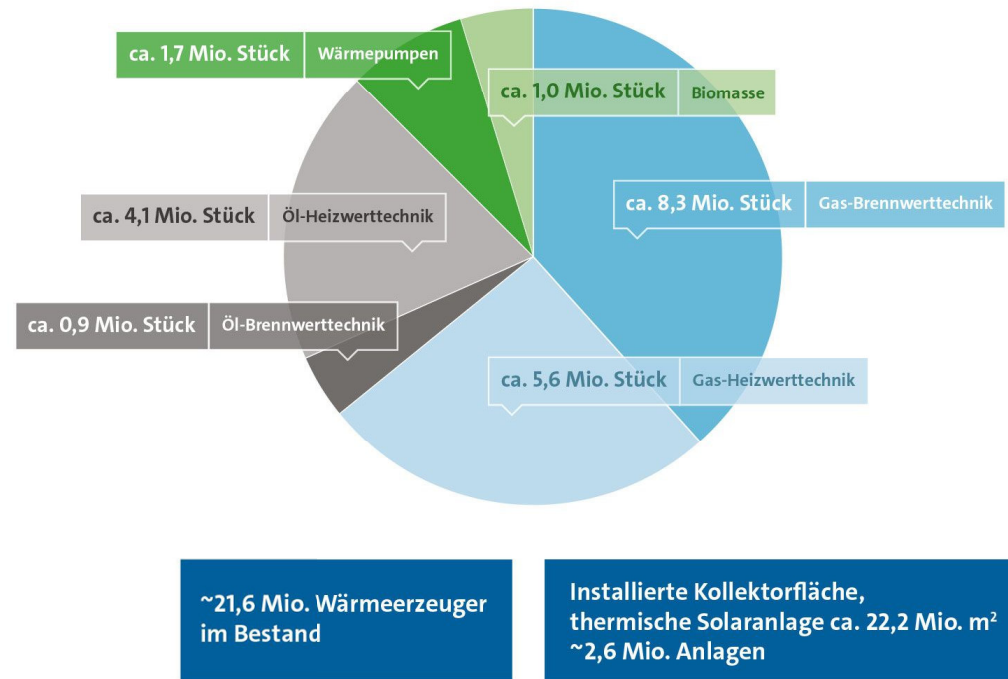 ca. 1,7 Mio. Stück Wärmepumpen
ca. 1,0 Mio. Stück Biomasse
ca. 4,1 Mio. Stück Öl-Heizwerttechnik
ca. 8,3 Mio. Stück Gas-Brennwerttechnik
ca. 0,9 Mio. Stück Öl-Brennwerttechnik
ca. 5,6 Mio. Stück Gas-Heizwerttechnik
~21,6 Mio. Wärmeerzeuger
im Bestand
Installierte Kollektorfläche,
thermische Solaranlage ca. 22,2 Mio. m²
~2,6 Mio. Anlagen